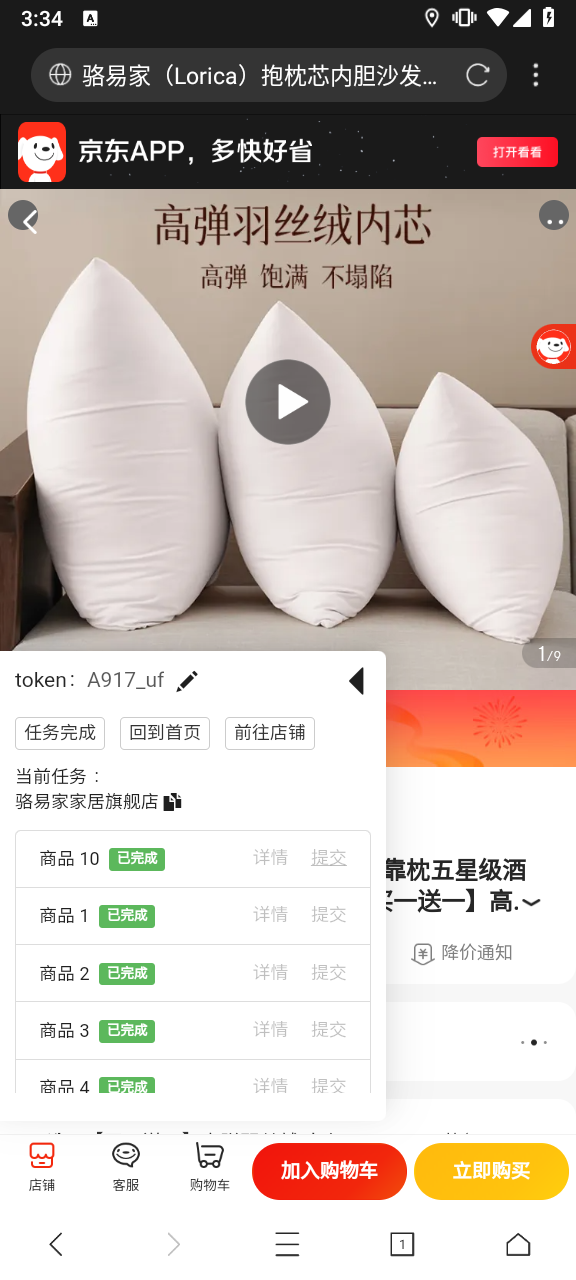 3:34
A
骆易家（Lorica）抱枕芯内胆沙发...
京东APP，多快好省
打开看看
高弹羽丝绒内芯
高弹 饱满 不塌陷
1/9
token： A917_uf
任务完成 回到首页 前往店铺
当前任务：
骆易家家居旗舰店
商品 10 已完成 详情 提交
商品 1 已完成 详情 提交
商品 2 已完成 详情 提交
商品 3 已完成 详情 提交
商品 4 已完成 详情 提交
靠枕五星级酒
买一送一】高.
降价通知
店铺 客服 购物车 加入购物车 立即购买
1